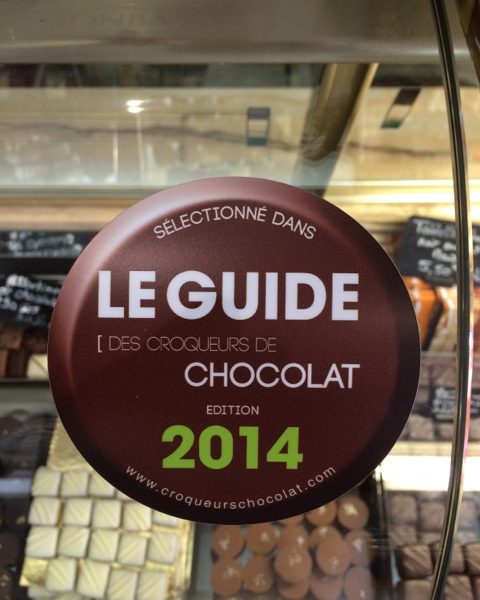 SÉLECTIONNÉ DANS
LE GUIDE
[ DES CROQUEURS DE
CHOCOLAT
EDITION
2014
www.croqueurschocolat.com